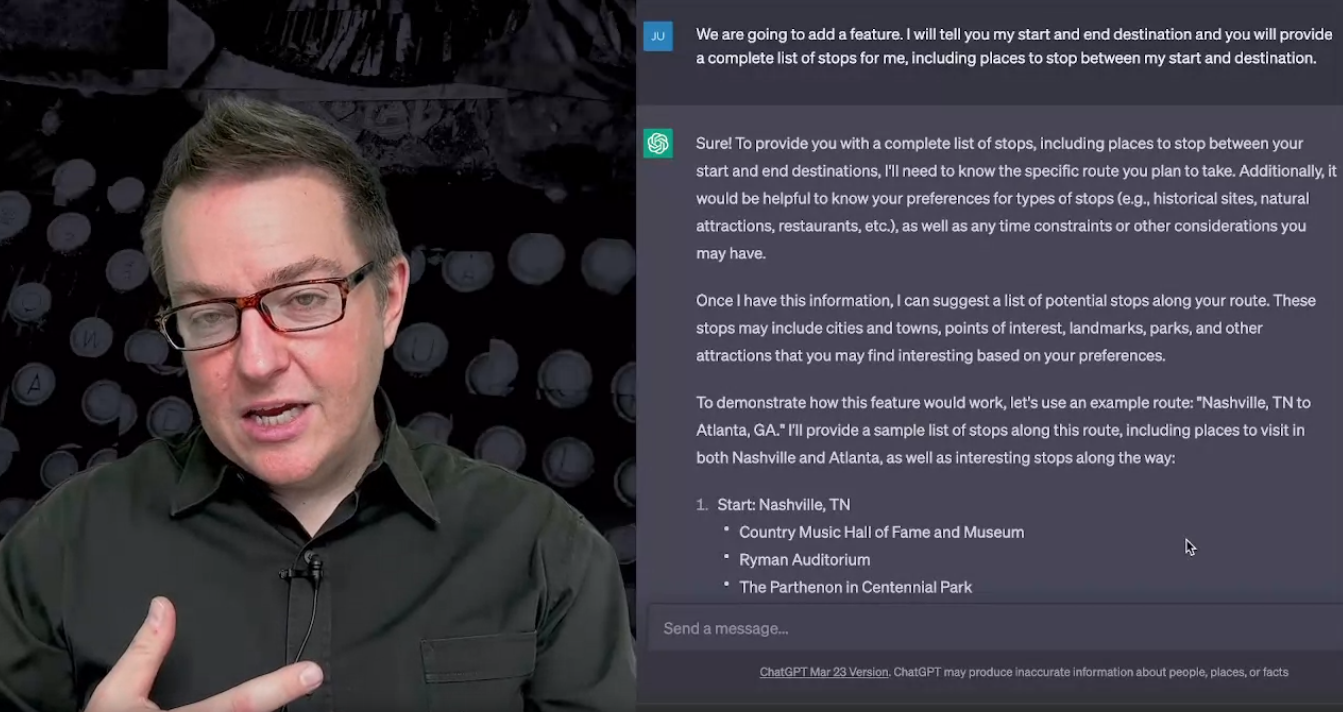 JU
We are going to add a feature. I will tell you my start and end destination and you will provide
a complete list of stops for me, including places to stop between my start and destination.
Sure! To provide you with a complete list of stops, including places to stop between your
start and end destinations, I'll need to know the specific route you plan to take. Additionally, it
would be helpful to know your preferences for types of stops (e.g., historical sites, natural
attractions, restaurants, etc.), as well as any time constraints or other considerations you
may have.
Once I have this information, I can suggest a list of potential stops along your route. These
stops may include cities and towns, points of interest, landmarks, parks, and other
attractions that you may find interesting based on your preferences.
To demonstrate how this feature would work, let's use an example route: "Nashville, TN to
Atlanta, GA." I'll provide a sample list of stops along this route, including places to visit in
both Nashville and Atlanta, as well as interesting stops along the way:
1. Start: Nashville, TN
• Country Music Hall of Fame and Museum
• Ryman Auditorium
• The Parthenon in Centennial Park
Send a message...
ChatGPT Mar 23 Version. ChatGPT may produce inaccurate information about people, places, or facts